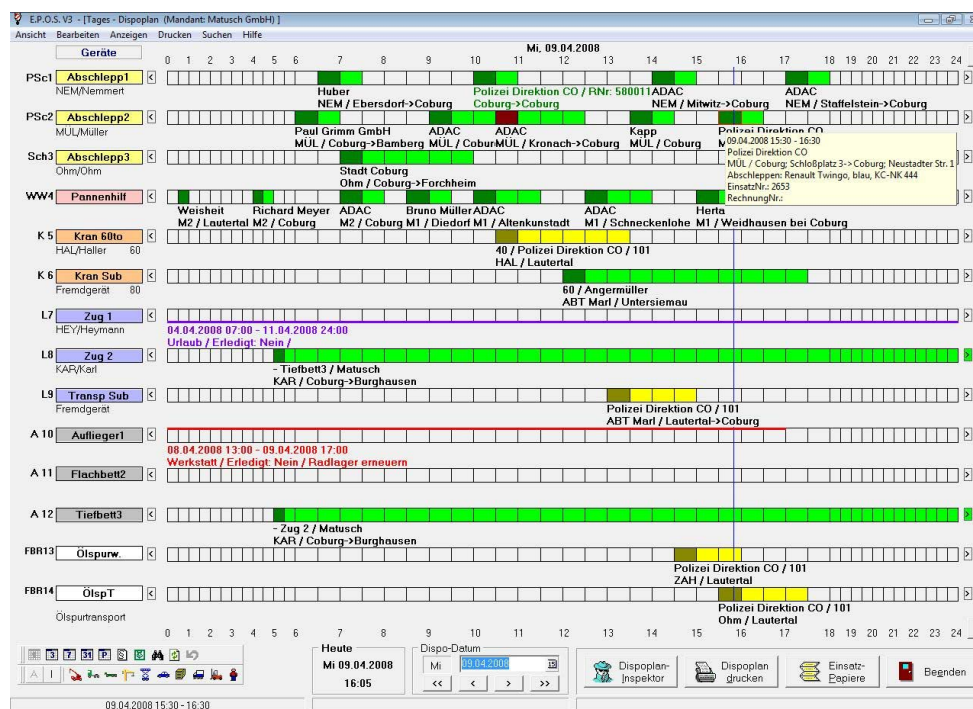 E.P.O.S. V3 - [Tages - Dispoplan (Mandant: Matusch GmbH) ]
Ansicht Bearbeiten Anzeigen Drucken Suchen Hilfe
Mi, 09.04.2008
Geräte
0 1 2 3 4 5 6 7 8 9 10 11 12 13 14 15 16 17 18 19 20 21 22 23 24
PSc1 Abschlepp1
NEM/Nemmert
Huber Polizei Direktion CO / RNr: 580011 ADAC ADAC
NEM / Ebersdorf->Coburg Coburg->Coburg NEM / Mitwitz->Coburg NEM / Staffelstein->Coburg
PSc2 Abschlepp2
MÜL/Müller
Paul Grimm GmbH ADAC ADAC Kapp Polizei Direktion CO
MÜL / Coburg->Bamberg MÜL / Cobur MÜL / Kronach->Coburg MÜL / Coburg
09.04.2008 15:30 - 16:30
Polizei Direktion CO
MÜL / Coburg; Schloßplatz 3-> Coburg; Neustadter Str. 1
Abschleppen: Renault Twingo, blau, KC-NK 444
EinsatzNr.: 2653
RechnungNr.:
Sch3 Abschlepp3
Ohm/Ohm
Stadt Coburg
Ohm / Coburg->Forchheim
WW4 Pannenhilf
Weisheit Richard Meyer ADAC Bruno Müller ADAC ADAC Herta
M2 / Lautertal M2 / Coburg M2 / Coburg M1 / Diedorf M1 / Altenkunstadt M1 / Schneckenlohe M1 / Weidhausen bei Coburg
K 5 Kran 60to
HAL/Haller 60
40 / Polizei Direktion CO / 101
HAL / Lautertal
K 6 Kran Sub
Fremdgerät 80
60 / Angermüller
ABT Marl / Untersiemau
L7 Zug 1
HEY/Heymann
04.04.2008 07:00 - 11.04.2008 24:00
Urlaub / Erledigt: Nein /
L8 Zug 2
KAR/Karl
- Tiefbett3 / Matusch
KAR / Coburg->Burghausen
L9 Transp Sub
Fremdgerät
Polizei Direktion CO / 101
ABT Marl / Lautertal->Coburg
A 10 Auflieger1
08.04.2008 13:00 - 09.04.2008 17:00
Werkstatt / Erledigt: Nein / Radlager erneuern
A 11 Flachbett2
A 12 Tiefbett3
- Zug 2 / Matusch
KAR / Coburg->Burghausen
FBR13 Ölspurw.
Polizei Direktion CO / 101
ZAH / Lautertal
FBR14 ÖlspT
Ölspurtransport
Polizei Direktion CO / 101
Ohm / Lautertal
0 1 2 3 4 5 6 7 8 9 10 11 12 13 14 15 16 17 18 19 20 21 22 23 24
Heute
Mi 09.04.2008
16:05
Dispo-Datum
Mi 09.04.2008
<< < > >>
Dispoplan-Inspektor
Dispoplan drucken
Einsatz-Papiere
Beenden
3 7 31 P
A I
09.04.2008 15:30 - 16:30